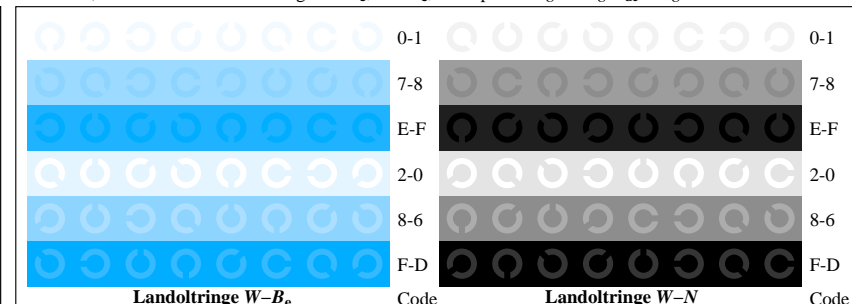 0-1 0-1
7-8 7-8
E-F E-F
2-0 2-0
8-6 8-6
F-D F-D
Landoltringe W–Be Code Landoltringe W–N Code